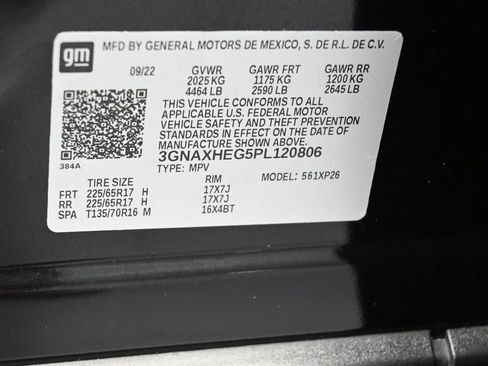 gm
MFD BY GENERAL MOTORS DE MEXICO, S. DE R.L. DE C.V.
09/22 GVWR GAWR FRT GAWR RR
2025 KG 1175 KG 1200 KG
4464 LB 2590 LB 2645 LB
THIS VEHICLE CONFORMS TO ALL
APPLICABLE U.S. FEDERAL MOTOR
VEHICLE SAFETY AND THEFT PREVENTION
STANDARDS IN EFFECT ON THE DATE OF
MANUFACTURE SHOWN ABOVE.
384A
3GNAXHEG5PL120806
TYPE: MPV MODEL: 561XP26
TIRE SIZE RIM
FRT 225/65R17 H 17X7J
RR 225/65R17 H 17X7J
SPA T135/70R16 M 16X4BT